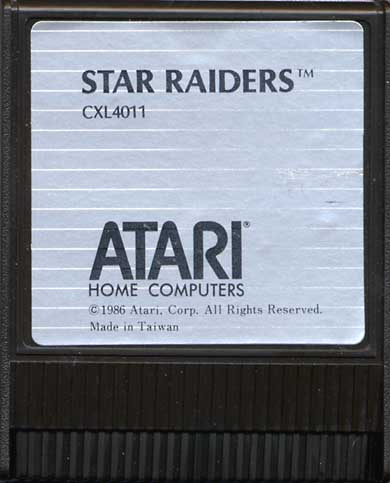 STAR RAIDERS™
CXL4011
ATARI®
HOME COMPUTERS
©1986 Atari, Corp. All Rights Reserved.
Made in Taiwan